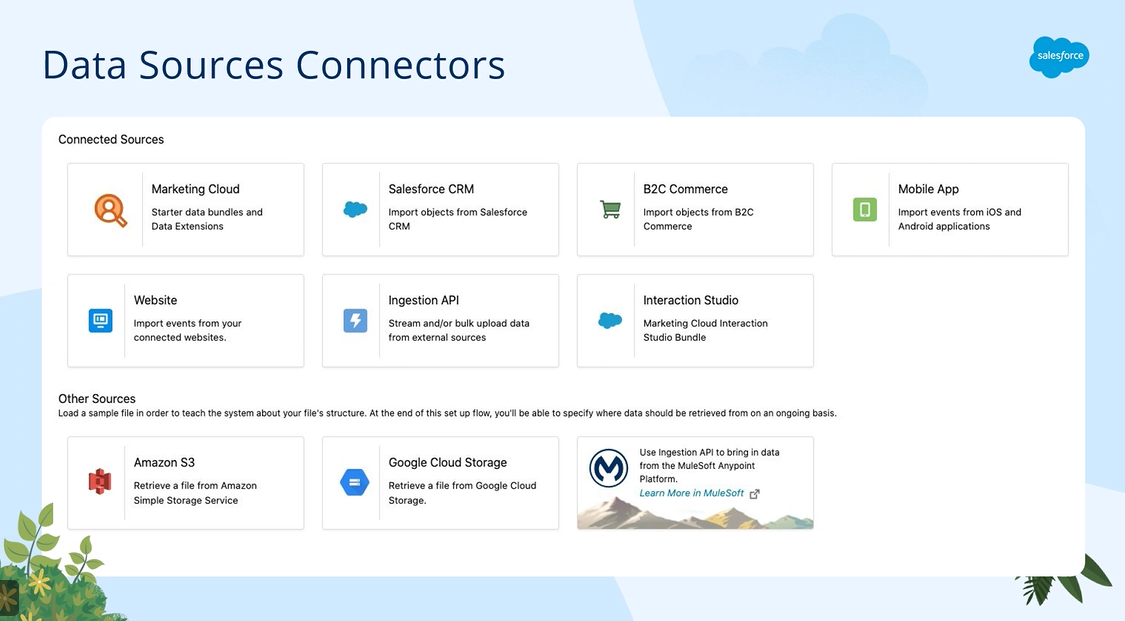 Data Sources Connectors
salesforce
Connected Sources
Marketing Cloud
Starter data bundles and
Data Extensions
Salesforce CRM
Import objects from Salesforce
CRM
B2C Commerce
Import objects from B2C
Commerce
Mobile App
Import events from iOS and
Android applications
Website
Import events from your
connected websites.
Ingestion API
Stream and/or bulk upload data
from external sources
Interaction Studio
Marketing Cloud Interaction
Studio Bundle
Other Sources
Load a sample file in order to teach the system about your file's structure. At the end of this set up flow, you'll be able to specify where data should be retrieved from on an ongoing basis.
Amazon S3
Retrieve a file from Amazon
Simple Storage Service
Google Cloud Storage
Retrieve a file from Google Cloud
Storage.
Use Ingestion API to bring in data
from the MuleSoft Anypoint
Platform.
Learn More in MuleSoft